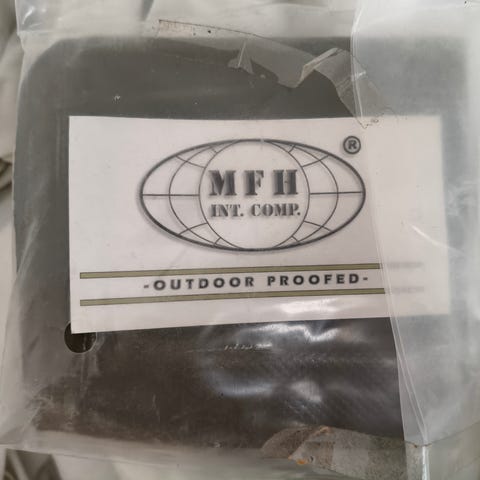 ®
MFH
INT. COMP.
-OUTDOOR PROOFED-